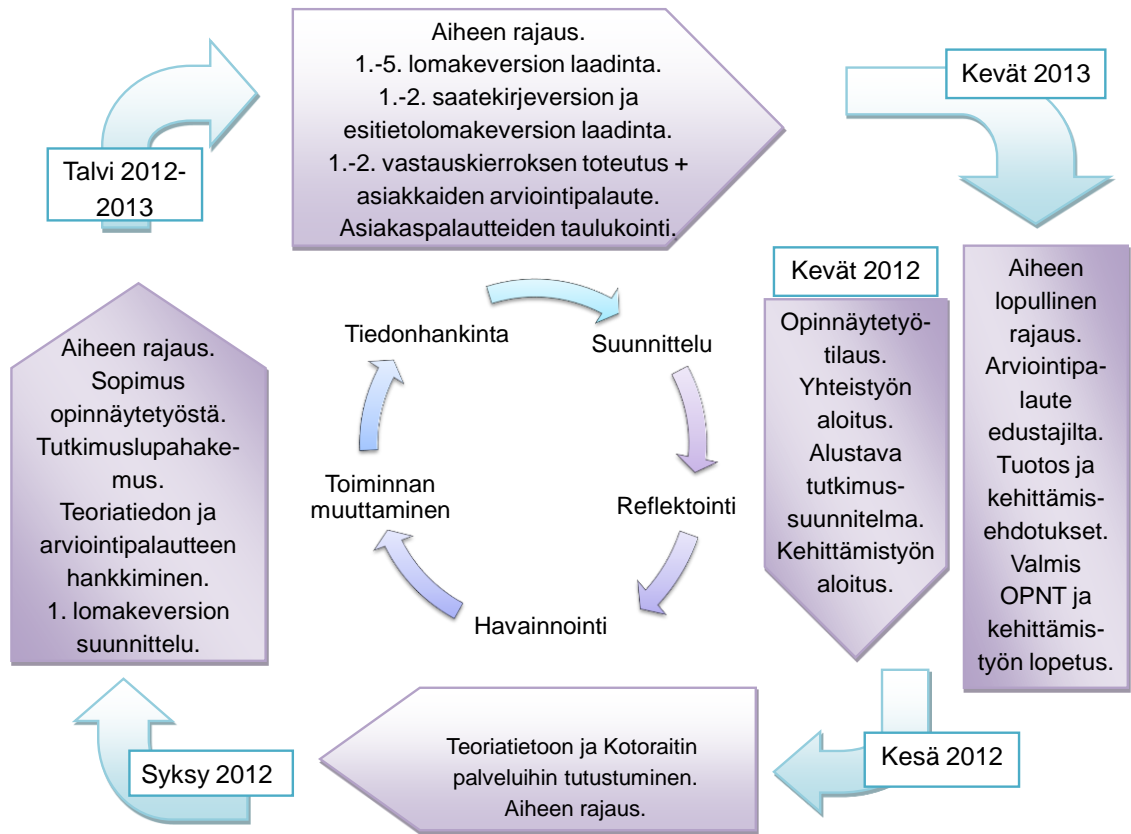 Aiheen rajaus.
1.-5. lomakeversion laadinta.
1.-2. saatekirjeversion ja
esitietolomakeversion laadinta.
1.-2. vastauskierroksen toteutus +
asiakkaiden arviointipalaute.
Asiakaspalautteiden taulukointi.
Kevät 2013
Talvi 2012-
2013
Kevät 2012
Opinnäytetyö-
tilaus.
Yhteistyön
aloitus.
Alustava
tutkimus-
suunnitelma.
Kehittämistyön
aloitus.
Aiheen
lopullinen
rajaus.
Arviointipa-
laute
edustajilta.
Tuotos ja
kehittämis-
ehdotukset.
Valmis
OPNT ja
kehittämis-
työn lopetus.
Tiedonhankinta
Suunnittelu
Reflektointi
Havainnointi
Toiminnan
muuttaminen
Aiheen rajaus.
Sopimus
opinnäytetyöstä.
Tutkimuslupahake-
mus.
Teoriatiedon ja
arviointipalautteen
hankkiminen.
1. lomakeversion
suunnittelu.
Syksy 2012
Teoriatietoon ja Kotoraitin
palveluihin tutustuminen.
Aiheen rajaus.
Kesä 2012